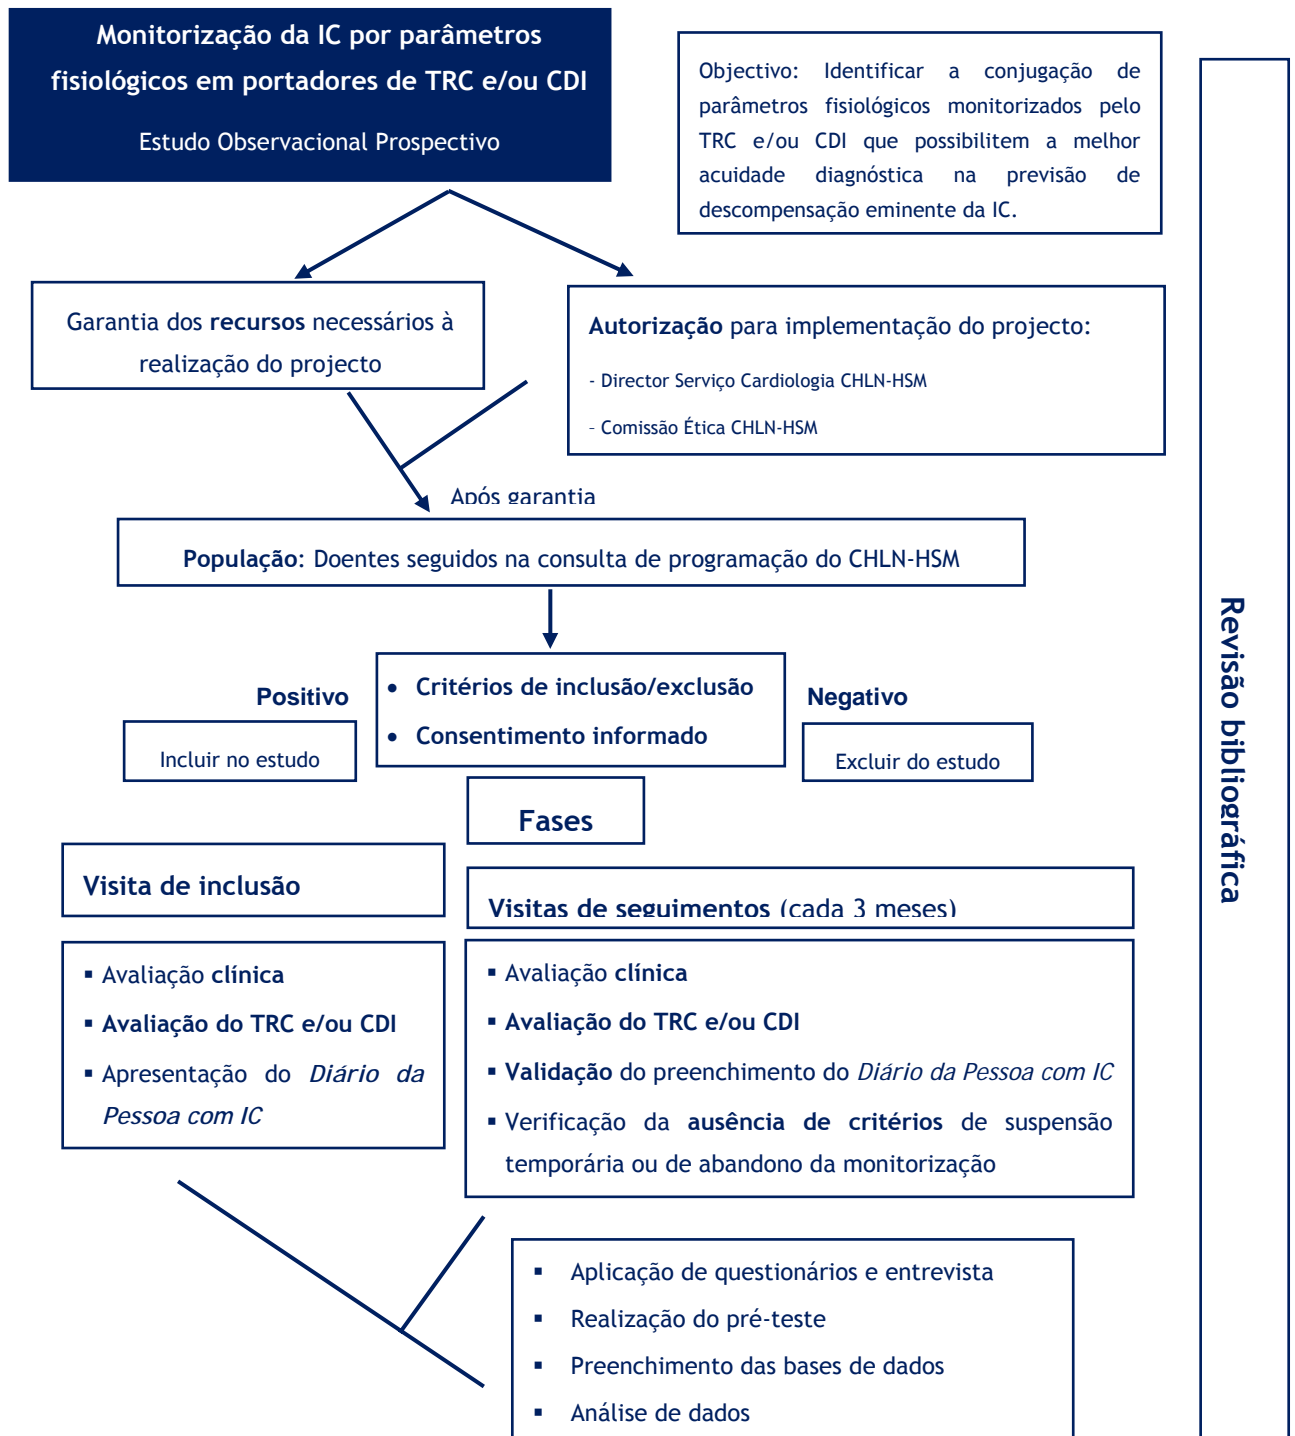 Monitorização da IC por parâmetros
fisiológicos em portadores de TRC e/ou CDI
Estudo Observacional Prospectivo
Objectivo: Identificar a conjugação de
parâmetros fisiológicos monitorizados pelo
TRC e/ou CDI que possibilitem a melhor
acuidade diagnóstica na previsão de
descompensação eminente da IC.
Garantia dos recursos necessários à
realização do projecto
Autorização para implementação do projecto:
- Director Serviço Cardiologia CHLN-HSM
– Comissão Ética CHLN-HSM
Após garantia
População: Doentes seguidos na consulta de programação do CHLN-HSM
Positivo
• Critérios de inclusão/exclusão
• Consentimento informado
Negativo
Incluir no estudo
Excluir do estudo
Fases
Visita de inclusão
Visitas de seguimentos (cada 3 meses)
▪ Avaliação clínica
▪ Avaliação do TRC e/ou CDI
▪ Apresentação do Diário da
Pessoa com IC
▪ Avaliação clínica
▪ Avaliação do TRC e/ou CDI
▪ Validação do preenchimento do Diário da Pessoa com IC
▪ Verificação da ausência de critérios de suspensão
temporária ou de abandono da monitorização
▪ Aplicação de questionários e entrevista
▪ Realização do pré-teste
▪ Preenchimento das bases de dados
▪ Análise de dados
Revisão bibliográfica